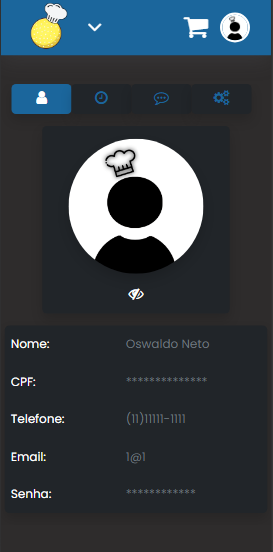 Nome: Oswaldo Neto
CPF: **************
Telefone: (11)11111-1111
Email: 1@1
Senha: ************